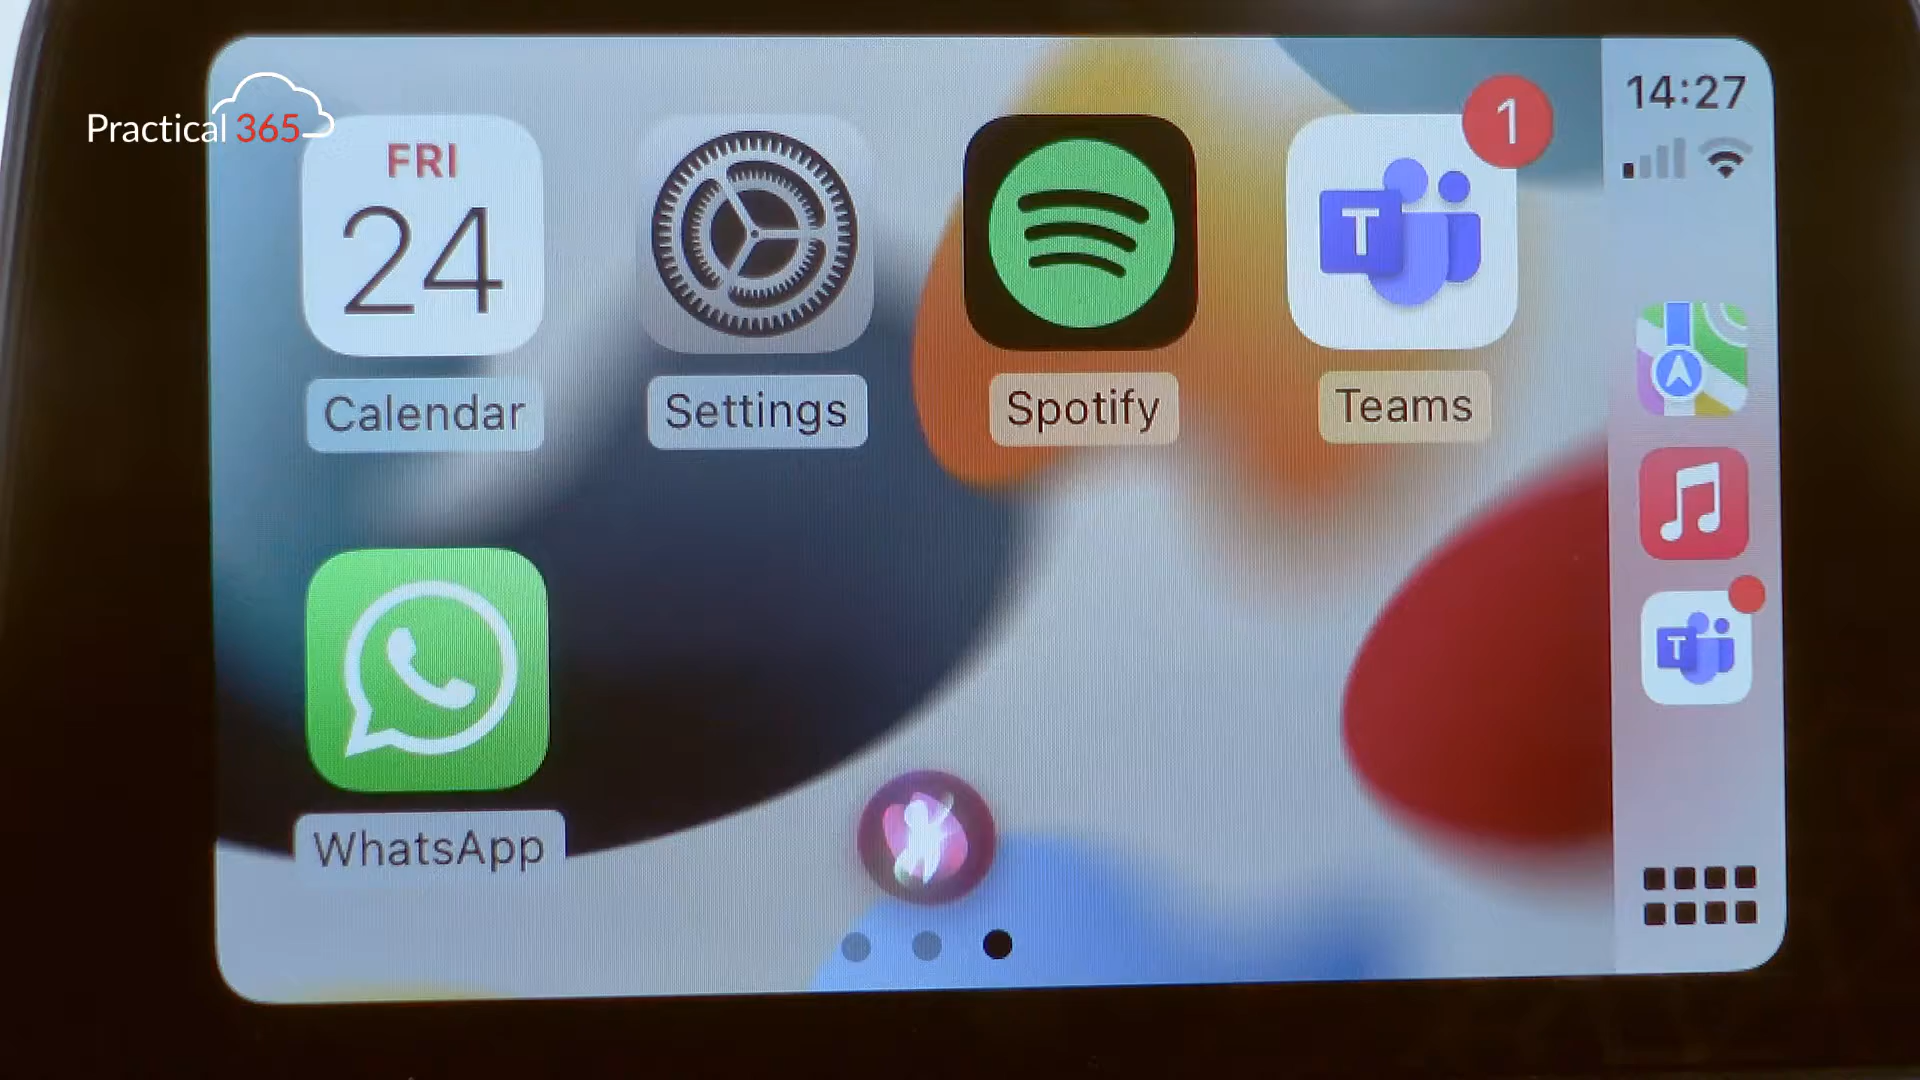 Practical 365
14:27
FRI
24
1
T
Calendar
Settings
Spotify
Teams
T
WhatsApp